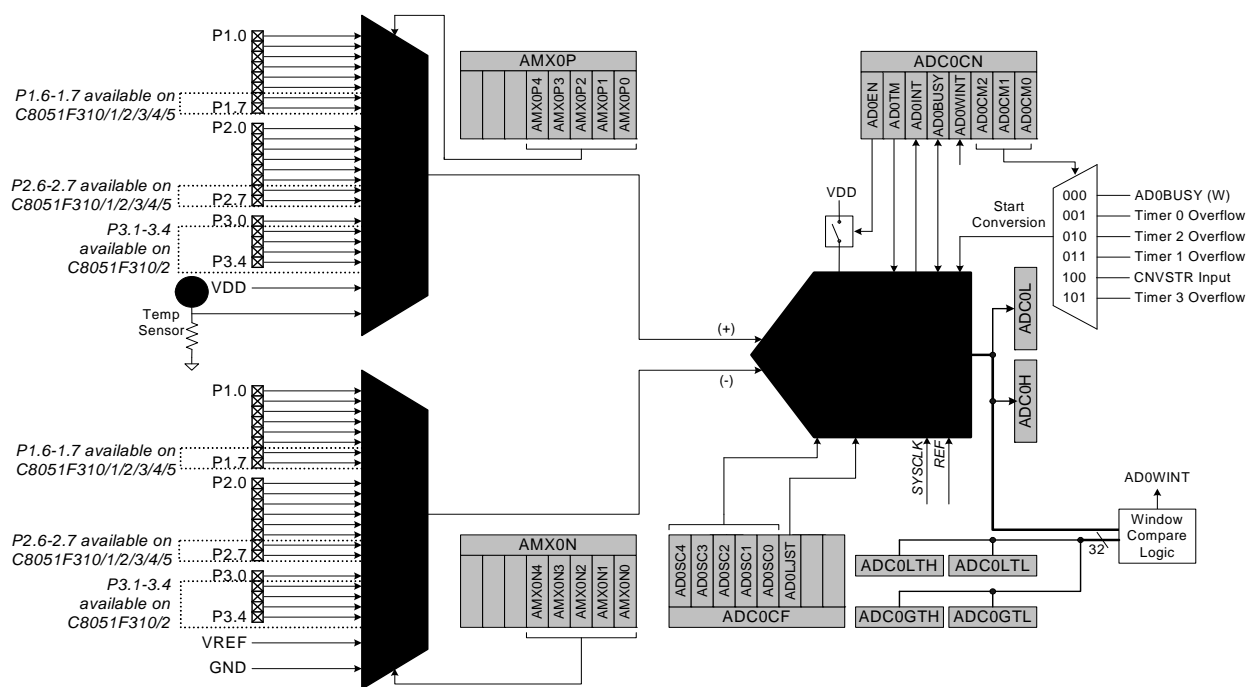 P1.0
P1.6-1.7 available on
C8051F310/1/2/3/4/5
P1.7
P2.0
P2.6-2.7 available on
C8051F310/1/2/3/4/5
P2.7
P3.0
P3.1-3.4
available on
C8051F310/2
P3.4
VDD
Temp
Sensor
AMX0P
AMX0P4
AMX0P3
AMX0P2
AMX0P1
AMX0P0
ADC0CN
AD0EN
AD0TM
AD0INT
AD0BUSY
AD0WINT
AD0CM2
AD0CM1
AD0CM0
VDD
Start
Conversion
000 AD0BUSY (W)
001 Timer 0 Overflow
010 Timer 2 Overflow
011 Timer 1 Overflow
100 CNVSTR Input
101 Timer 3 Overflow
(+)
(-)
ADC0L
ADC0H
SYSCLK
REF
P1.0
P1.6-1.7 available on
C8051F310/1/2/3/4/5
P1.7
P2.0
P2.6-2.7 available on
C8051F310/1/2/3/4/5
P2.7
P3.0
P3.1-3.4
available on
C8051F310/2
P3.4
VREF
GND
AMX0N
AMX0N4
AMX0N3
AMX0N2
AMX0N1
AMX0N0
AD0SC4
AD0SC3
AD0SC2
AD0SC1
AD0SC0
AD0LJST
ADC0CF
AD0WINT
Window
Compare
Logic
32
ADC0LTH
ADC0LTL
ADC0GTH
ADC0GTL